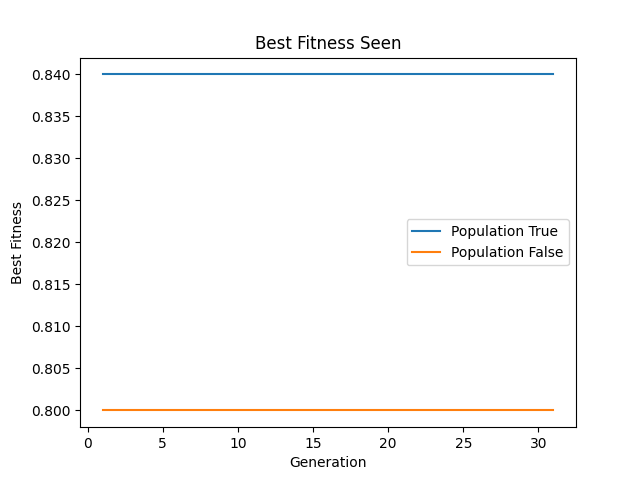 Best Fitness Seen
0.840
0.835
0.830
0.825
0.820
0.815
0.810
0.805
0.800
Best Fitness
Population True
Population False
0 5 10 15 20 25 30
Generation